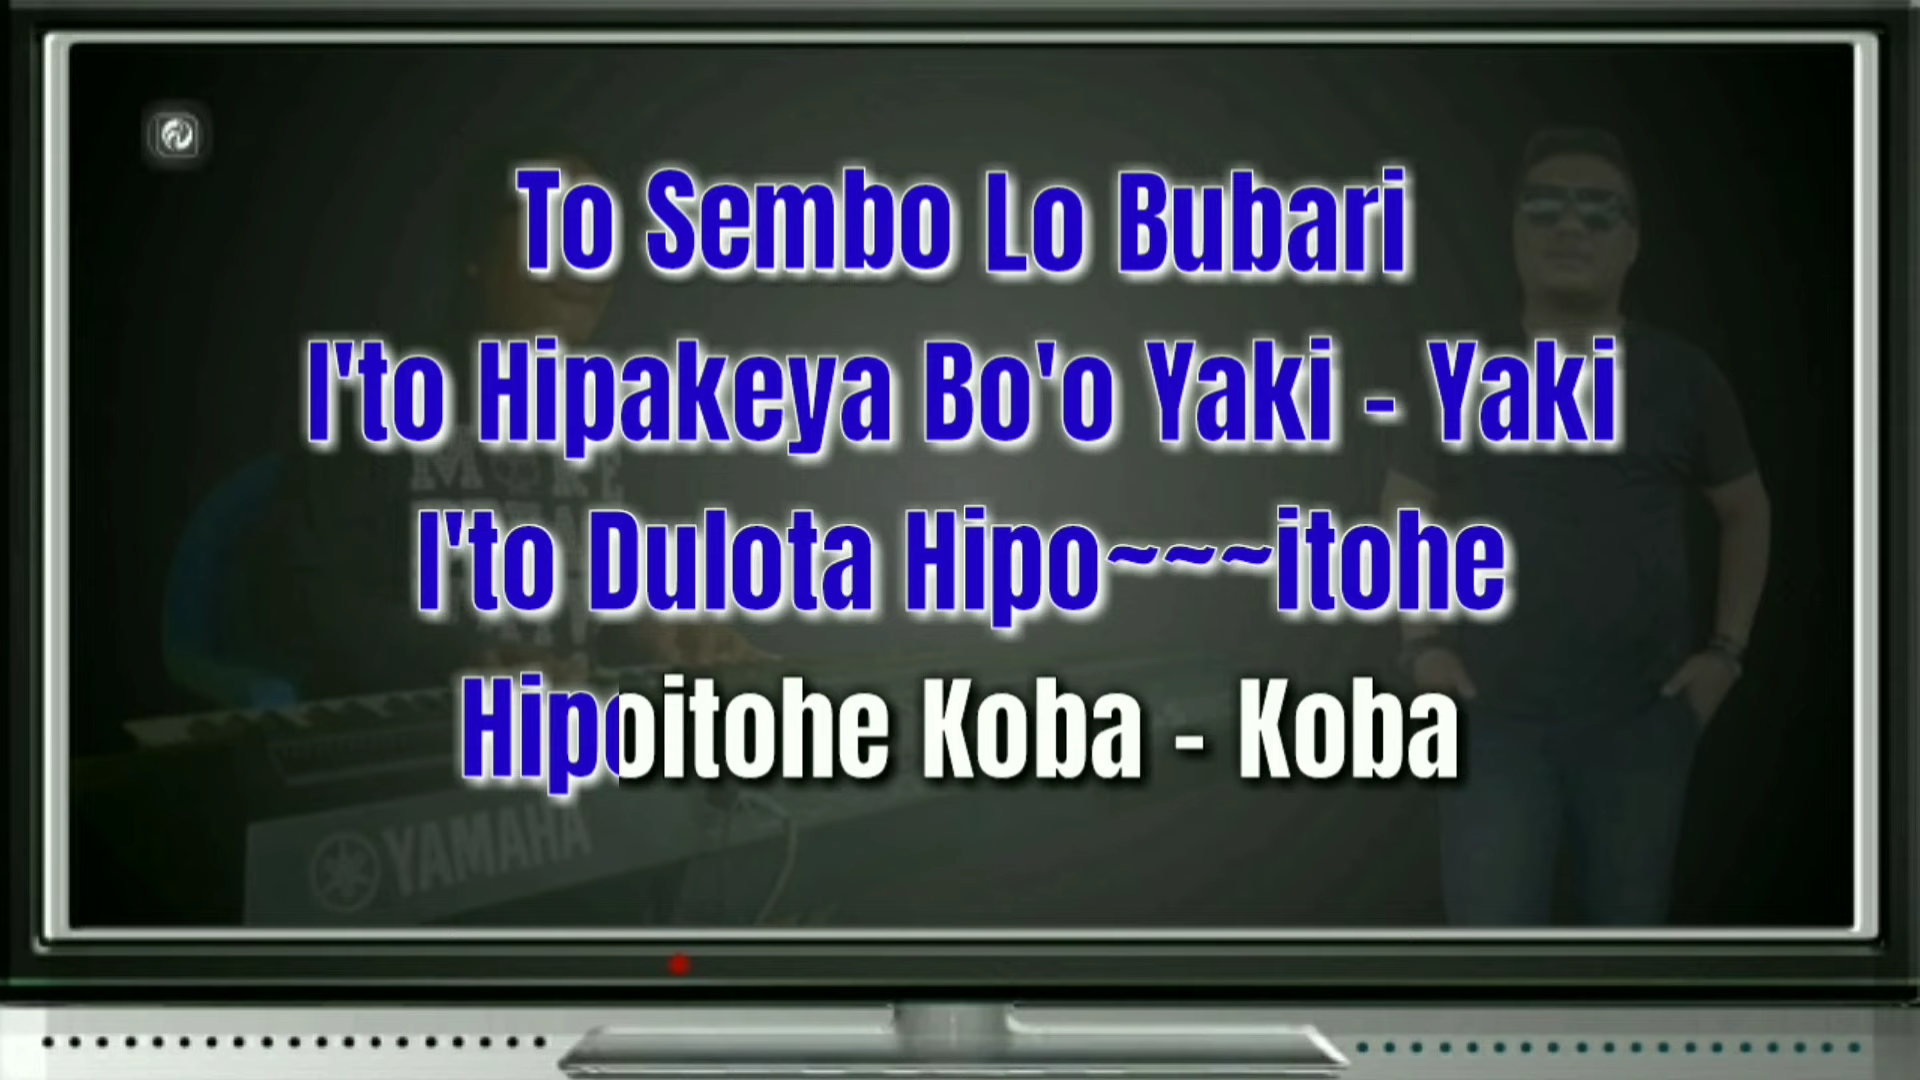 To Sembo Lo Bubari
I'to Hipakeya Bo'o Yaki - Yaki
I'to Dulota Hipo~~~itohe
Hipoitohe Koba - Koba
YAMAHA